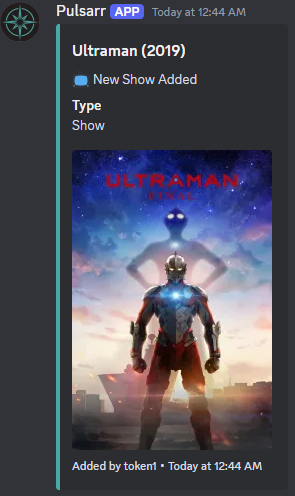 Pulsarr APP Today at 12:44 AM
Ultraman (2019)
New Show Added
Type
Show
ULTRAMAN
FINAL
Added by token1 • Today at 12:44 AM